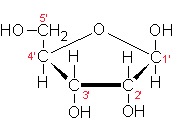 5'
HO CH2 O OH
4' C C 1'
H H H H
C C
3' 2'
OH OH